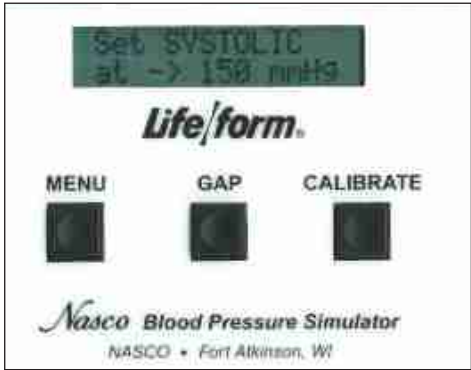 Set SYSTOLIC
at -> 150 mmHg
Life/form®
MENU GAP CALIBRATE
Nasco Blood Pressure Simulator
NASCO • Fort Atkinson, WI